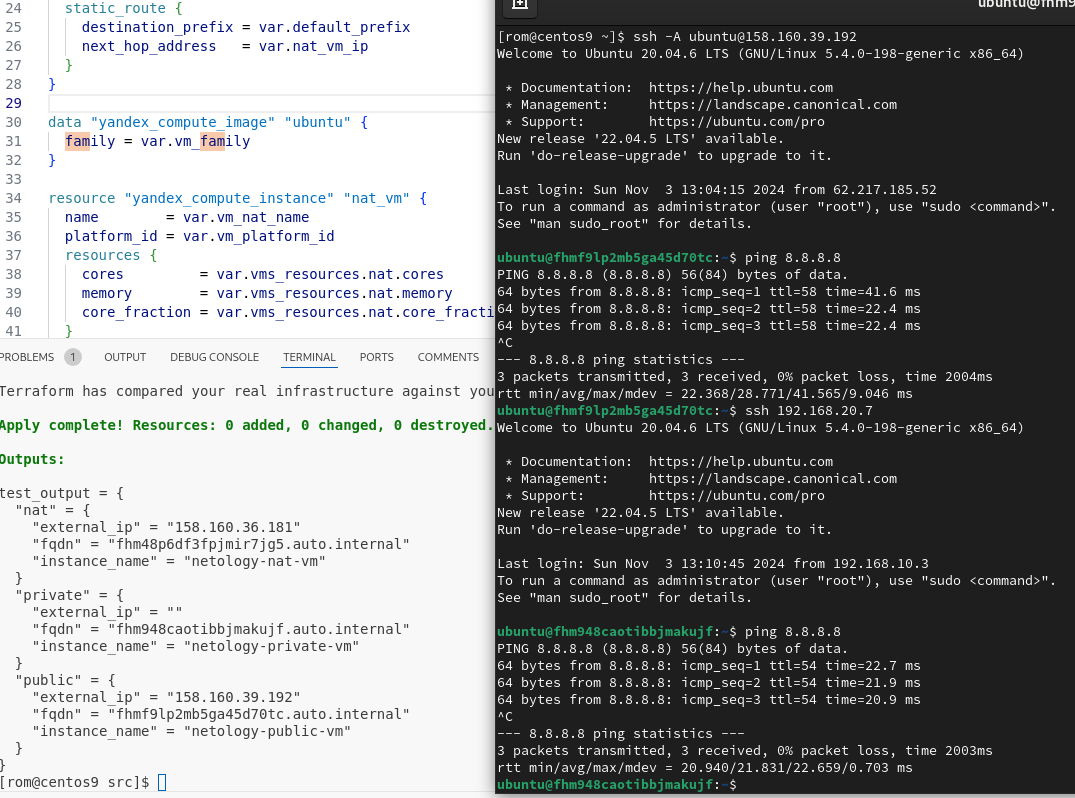 24 static_route {
25 destination_prefix = var.default_prefix
26 next_hop_address   = var.nat_vm_ip
27 }
28 }
29
30 data "yandex_compute_image" "ubuntu" {
31 family = var.vm_family
32 }
33
34 resource "yandex_compute_instance" "nat_vm" {
35 name        = var.vm_nat_name
36 platform_id = var.vm_platform_id
37 resources {
38 cores         = var.vms_resources.nat.cores
39 memory        = var.vms_resources.nat.memory
40 core_fraction = var.vms_resources.nat.core_fracti
41 }
PROBLEMS 1 OUTPUT DEBUG CONSOLE TERMINAL PORTS COMMENTS
Terraform has compared your real infrastructure against you
Apply complete! Resources: 0 added, 0 changed, 0 destroyed.
Outputs:
test_output = {
"nat" = {
"external_ip" = "158.160.36.181"
"fqdn" = "fhm48p6df3fpjmir7jg5.auto.internal"
"instance_name" = "netology-nat-vm"
}
"private" = {
"external_ip" = ""
"fqdn" = "fhm948caotibbjmakujf.auto.internal"
"instance_name" = "netology-private-vm"
}
"public" = {
"external_ip" = "158.160.39.192"
"fqdn" = "fhmf9lp2mb5ga45d70tc.auto.internal"
"instance_name" = "netology-public-vm"
}
}
[rom@centos9 src]$
ubuntu@fhm9
[rom@centos9 ~]$ ssh -A ubuntu@158.160.39.192
Welcome to Ubuntu 20.04.6 LTS (GNU/Linux 5.4.0-198-generic x86_64)
* Documentation:  https://help.ubuntu.com
* Management:     https://landscape.canonical.com
* Support:        https://ubuntu.com/pro
New release '22.04.5 LTS' available.
Run 'do-release-upgrade' to upgrade to it.
Last login: Sun Nov  3 13:04:15 2024 from 62.217.185.52
To run a command as administrator (user "root"), use "sudo <command>".
See "man sudo_root" for details.
ubuntu@fhmf9lp2mb5ga45d70tc:~$ ping 8.8.8.8
PING 8.8.8.8 (8.8.8.8) 56(84) bytes of data.
64 bytes from 8.8.8.8: icmp_seq=1 ttl=58 time=41.6 ms
64 bytes from 8.8.8.8: icmp_seq=2 ttl=58 time=22.4 ms
64 bytes from 8.8.8.8: icmp_seq=3 ttl=58 time=22.4 ms
^C
--- 8.8.8.8 ping statistics ---
3 packets transmitted, 3 received, 0% packet loss, time 2004ms
rtt min/avg/max/mdev = 22.368/28.771/41.565/9.046 ms
ubuntu@fhmf9lp2mb5ga45d70tc:~$ ssh 192.168.20.7
Welcome to Ubuntu 20.04.6 LTS (GNU/Linux 5.4.0-198-generic x86_64)
* Documentation:  https://help.ubuntu.com
* Management:     https://landscape.canonical.com
* Support:        https://ubuntu.com/pro
New release '22.04.5 LTS' available.
Run 'do-release-upgrade' to upgrade to it.
Last login: Sun Nov  3 13:10:45 2024 from 192.168.10.3
To run a command as administrator (user "root"), use "sudo <command>".
See "man sudo_root" for details.
ubuntu@fhm948caotibbjmakujf:~$ ping 8.8.8.8
PING 8.8.8.8 (8.8.8.8) 56(84) bytes of data.
64 bytes from 8.8.8.8: icmp_seq=1 ttl=54 time=22.7 ms
64 bytes from 8.8.8.8: icmp_seq=2 ttl=54 time=21.9 ms
64 bytes from 8.8.8.8: icmp_seq=3 ttl=54 time=20.9 ms
^C
--- 8.8.8.8 ping statistics ---
3 packets transmitted, 3 received, 0% packet loss, time 2003ms
rtt min/avg/max/mdev = 20.940/21.831/22.659/0.703 ms
ubuntu@fhm948caotibbjmakujf:~$